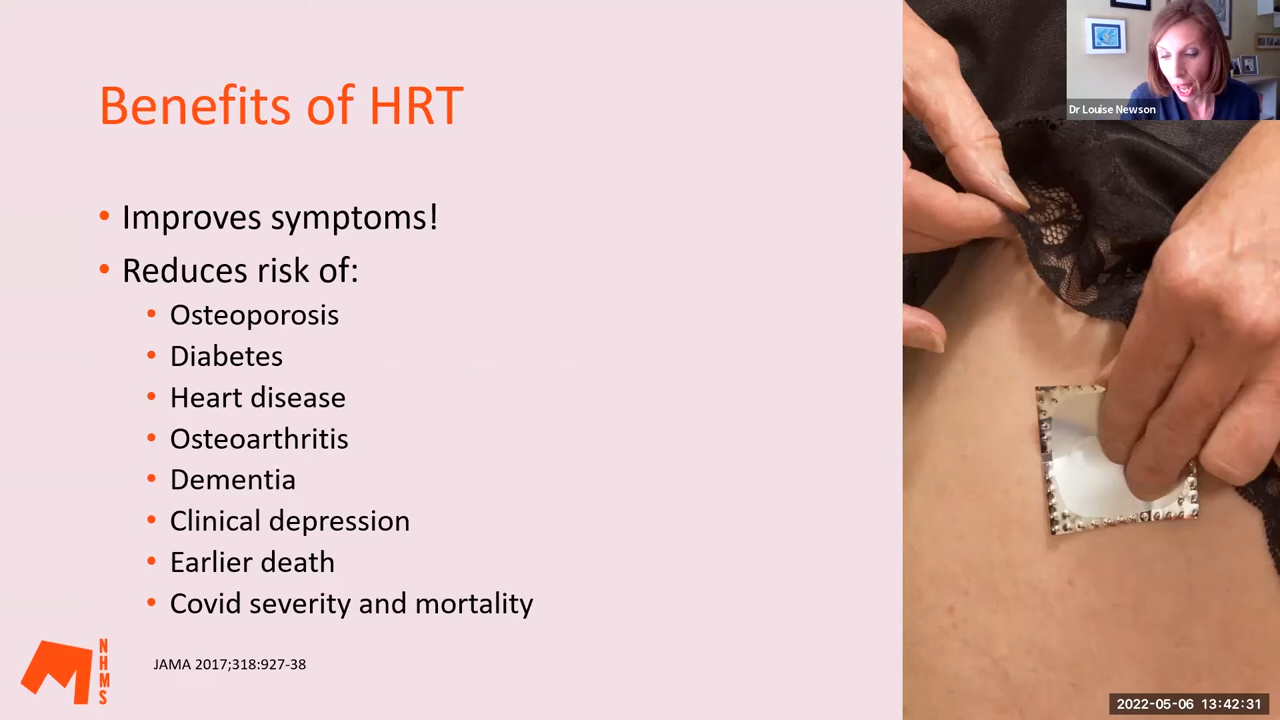 Benefits of HRT
• Improves symptoms!
• Reduces risk of:
• Osteoporosis
• Diabetes
• Heart disease
• Osteoarthritis
• Dementia
• Clinical depression
• Earlier death
• Covid severity and mortality
NHMS
JAMA 2017;318:927-38
Dr Louise Newson
2022-05-06 13:42:31